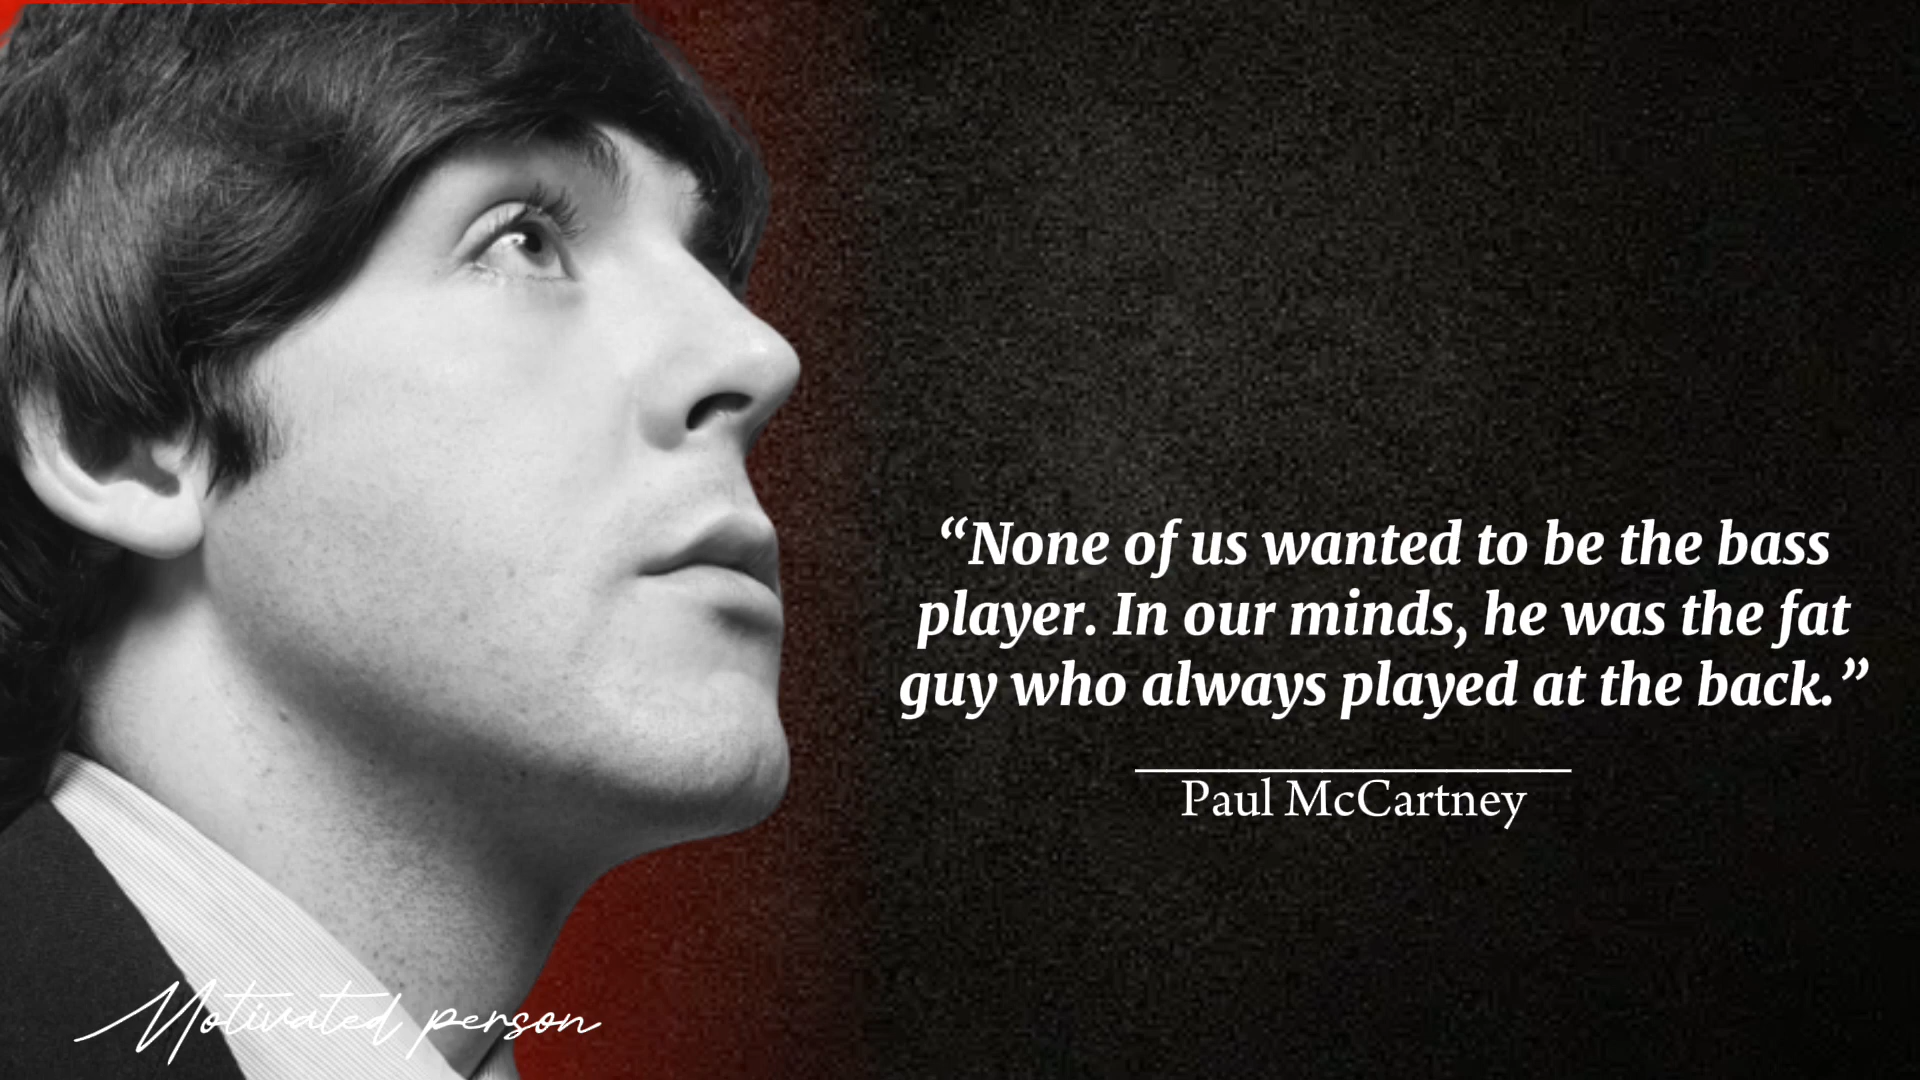 “None of us wanted to be the bass
player. In our minds, he was the fat
guy who always played at the back.”
Paul McCartney
Motivated person